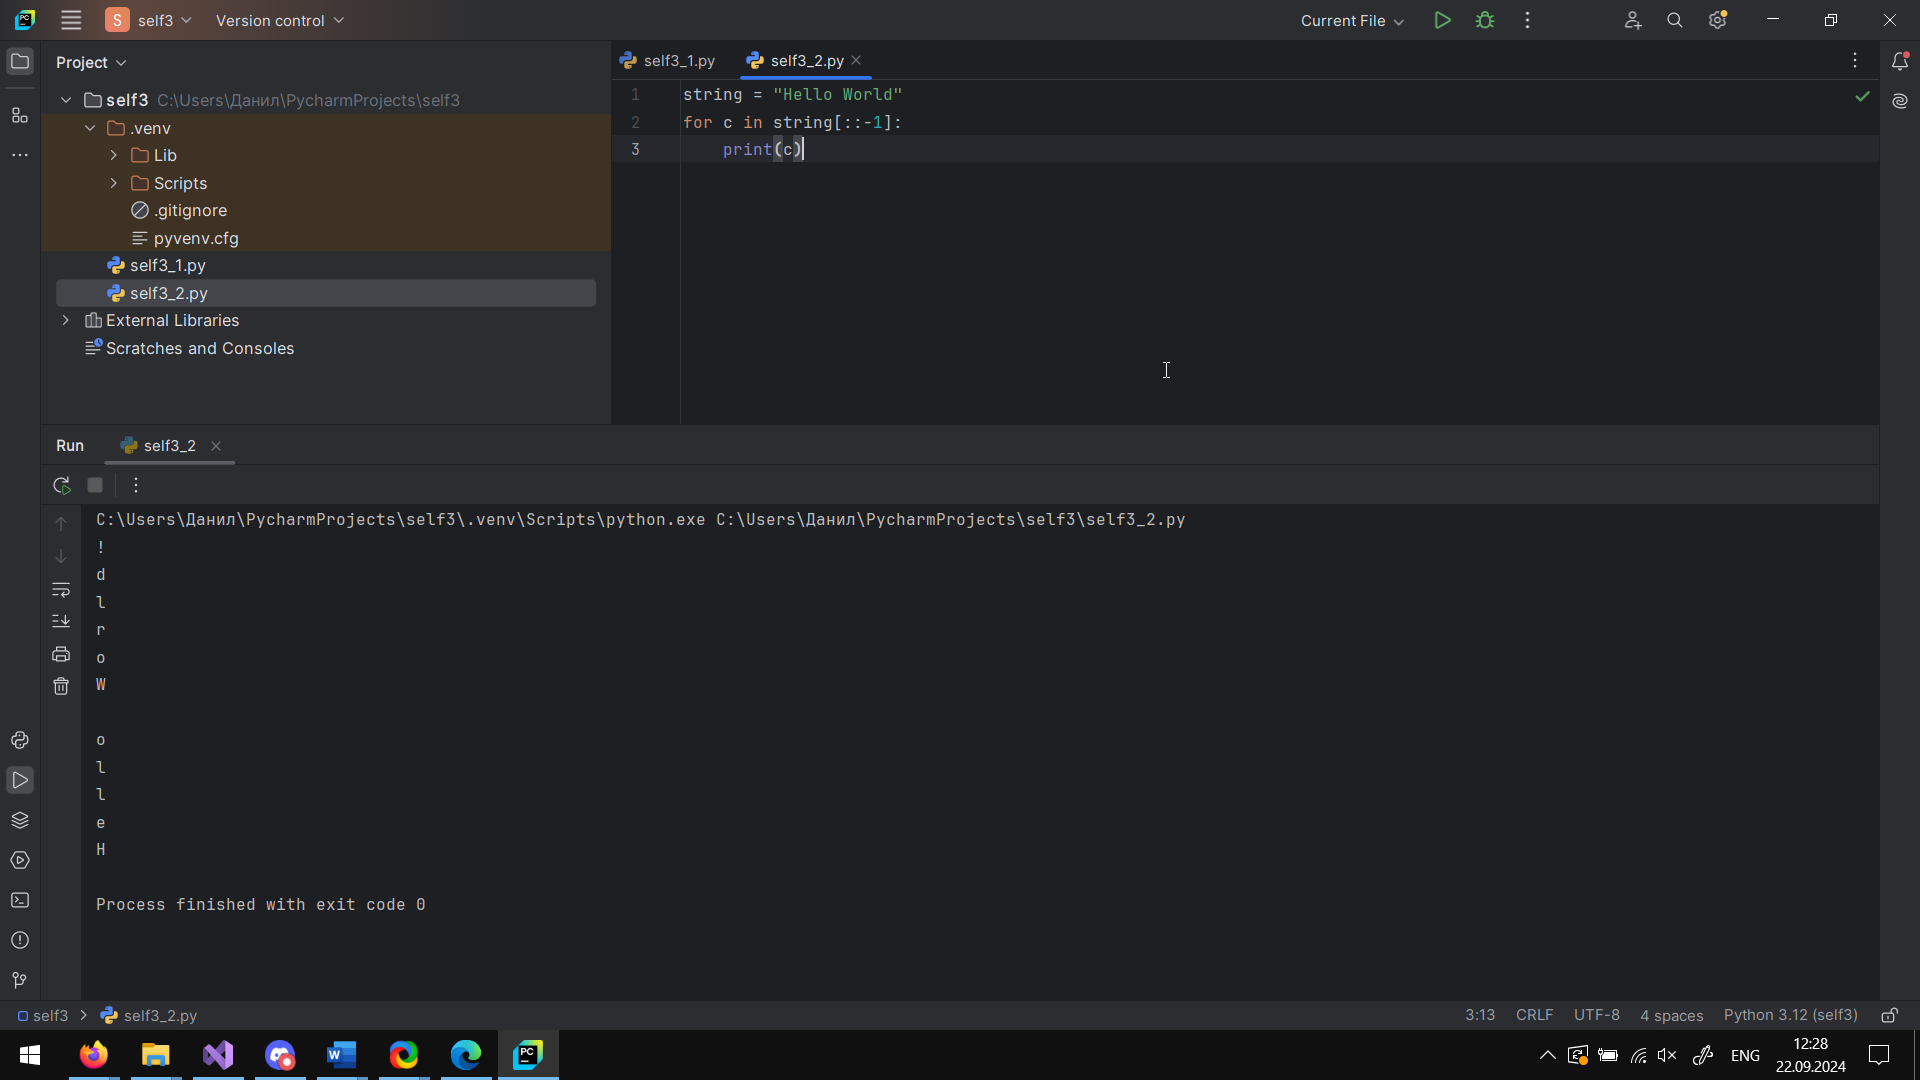 S self3 Version control Current File
Project
self3 C:\Users\Данил\PycharmProjects\self3
.venv
Lib
Scripts
.gitignore
pyvenv.cfg
self3_1.py
self3_2.py
External Libraries
Scratches and Consoles
self3_1.py self3_2.py
1 string = "Hello World"
2 for c in string[::-1]:
3 print(c)
Run self3_2
C:\Users\Данил\PycharmProjects\self3\.venv\Scripts\python.exe C:\Users\Данил\PycharmProjects\self3\self3_2.py
!
d
l
r
o
W
o
l
l
e
H
Process finished with exit code 0
self3 self3_2.py 3:13 CRLF UTF-8 4 spaces Python 3.12 (self3)
ENG 12:28
22.09.2024